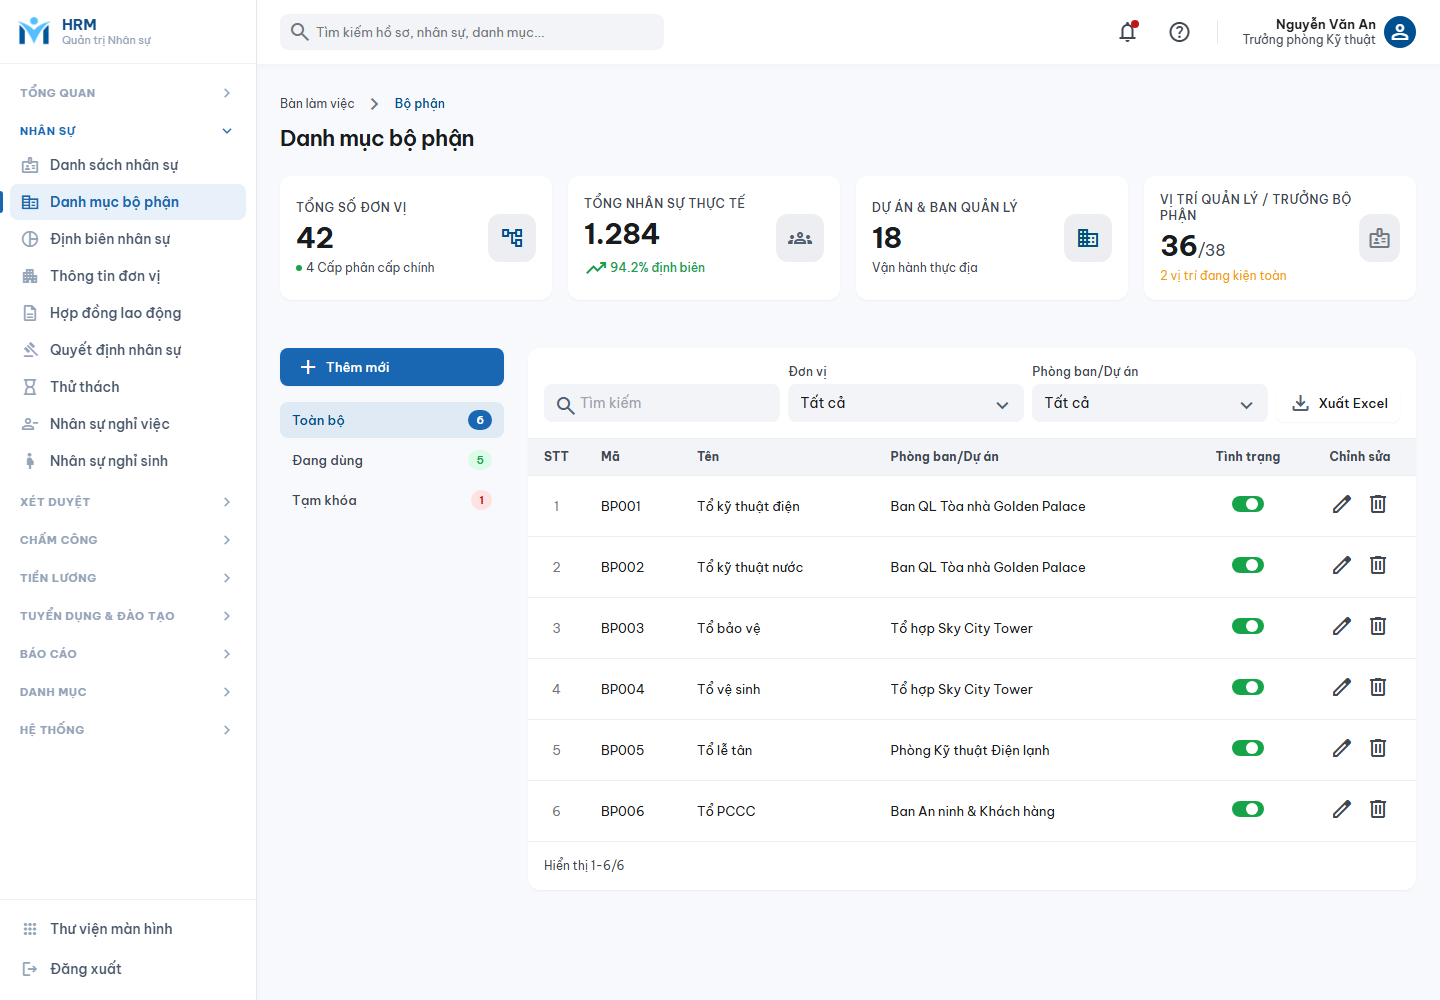 HRM
Quản trị Nhân sự
Tìm kiếm hồ sơ, nhân sự, danh mục...
Nguyễn Văn An
Trưởng phòng Kỹ thuật
TỔNG QUAN
NHÂN SỰ
Danh sách nhân sự
Danh mục bộ phận
Định biên nhân sự
Thông tin đơn vị
Hợp đồng lao động
Quyết định nhân sự
Thử thách
Nhân sự nghỉ việc
Nhân sự nghỉ sinh
XÉT DUYỆT
CHẤM CÔNG
TIỀN LƯƠNG
TUYỂN DỤNG & ĐÀO TẠO
BÁO CÁO
DANH MỤC
HỆ THỐNG
Thư viện màn hình
Đăng xuất
Bàn làm việc Bộ phận
Danh mục bộ phận
TỔNG SỐ ĐƠN VỊ
42
4 Cấp phân cấp chính
TỔNG NHÂN SỰ THỰC TẾ
1.284
94.2% định biên
DỰ ÁN & BAN QUẢN LÝ
18
Vận hành thực địa
VỊ TRÍ QUẢN LÝ / TRƯỞNG BỘ
PHẬN
36/38
2 vị trí đang kiện toàn
Thêm mới
Toàn bộ 6
Đang dùng 5
Tạm khóa 1
Đơn vị Phòng ban/Dự án
Tìm kiếm Tất cả Tất cả Xuất Excel
STT Mã Tên Phòng ban/Dự án Tình trạng Chỉnh sửa
1 BP001 Tổ kỹ thuật điện Ban QL Tòa nhà Golden Palace
2 BP002 Tổ kỹ thuật nước Ban QL Tòa nhà Golden Palace
3 BP003 Tổ bảo vệ Tổ hợp Sky City Tower
4 BP004 Tổ vệ sinh Tổ hợp Sky City Tower
5 BP005 Tổ lễ tân Phòng Kỹ thuật Điện lạnh
6 BP006 Tổ PCCC Ban An ninh & Khách hàng
Hiển thị 1-6/6